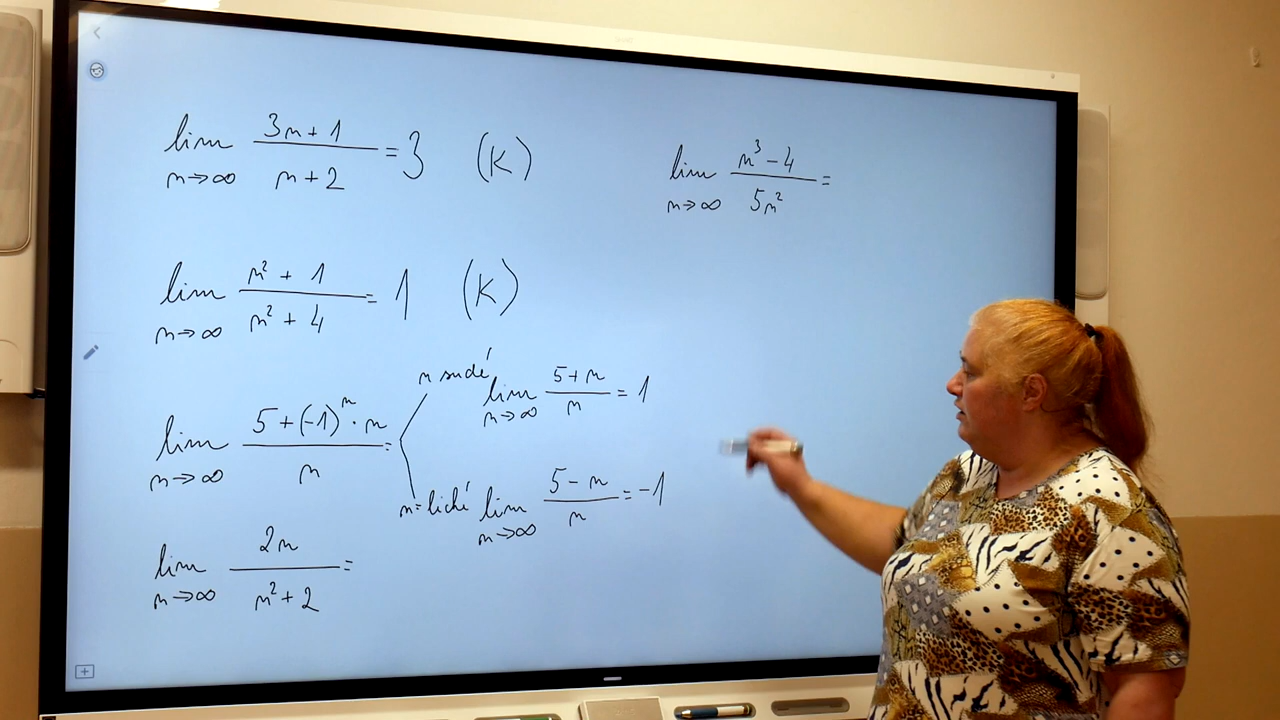 lim n→∞ (3n+1)/(n+2) = 3 (K)
lim n→∞ (n²+1)/(n²+4) = 1 (K)
lim n→∞ (5+(-1)ⁿ·n)/n =
n sudé lim n→∞ (5+n)/n = 1
n=liché lim n→∞ (5-n)/n = -1
lim n→∞ 2n/(n²+2) =
lim n→∞ (n³-4)/(5n²) =